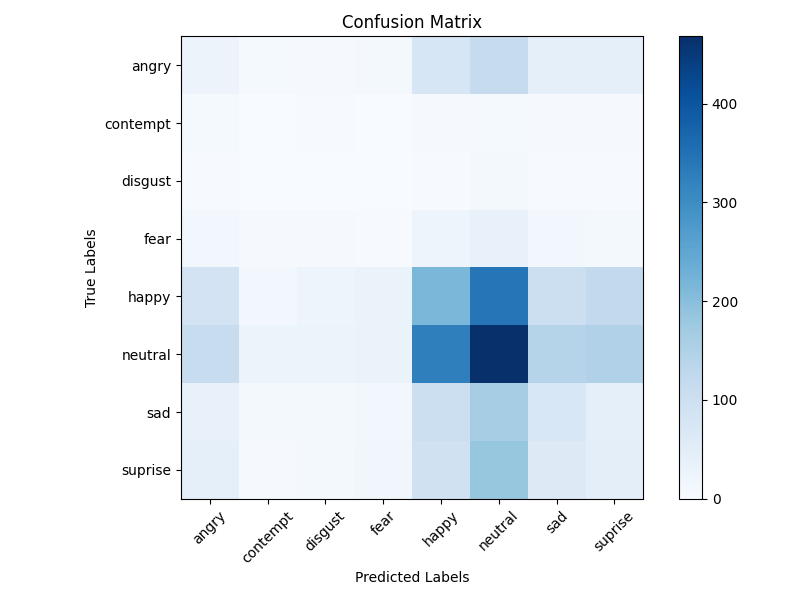 Confusion Matrix
angry
contempt
disgust
fear
happy
neutral
sad
suprise
True Labels
angry
contempt
disgust
fear
happy
neutral
sad
suprise
Predicted Labels
400
300
200
100
0